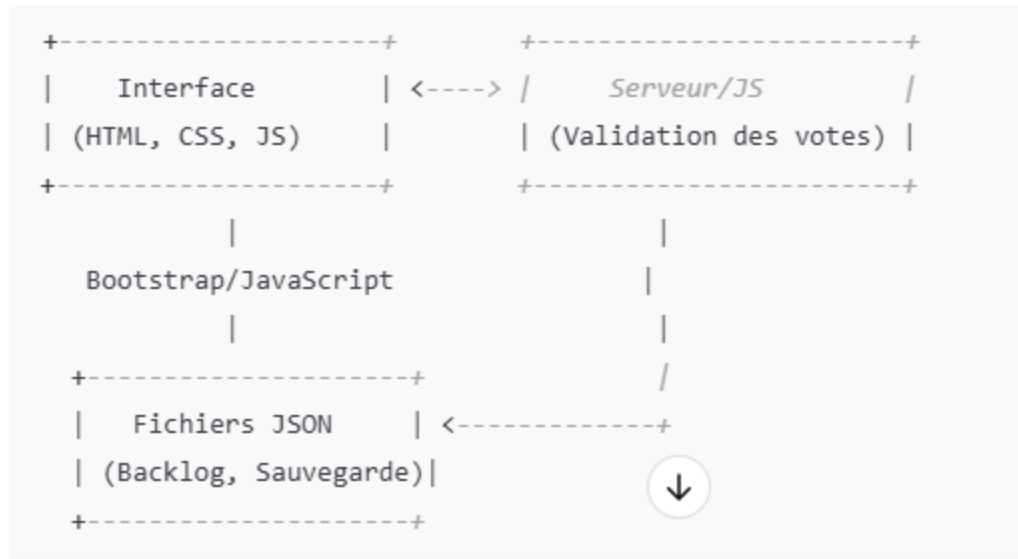 +---------------------+        +------------------------+
|    Interface        | <----> |     Serveur/JS         |
| (HTML, CSS, JS)     |        | (Validation des votes) |
+---------------------+        +------------------------+
            |                            |
   Bootstrap/JavaScript                 |
            |                            |
  +---------------------+                |
  |   Fichiers JSON     | <-------------+
  | (Backlog, Sauvegarde)|
  +---------------------+